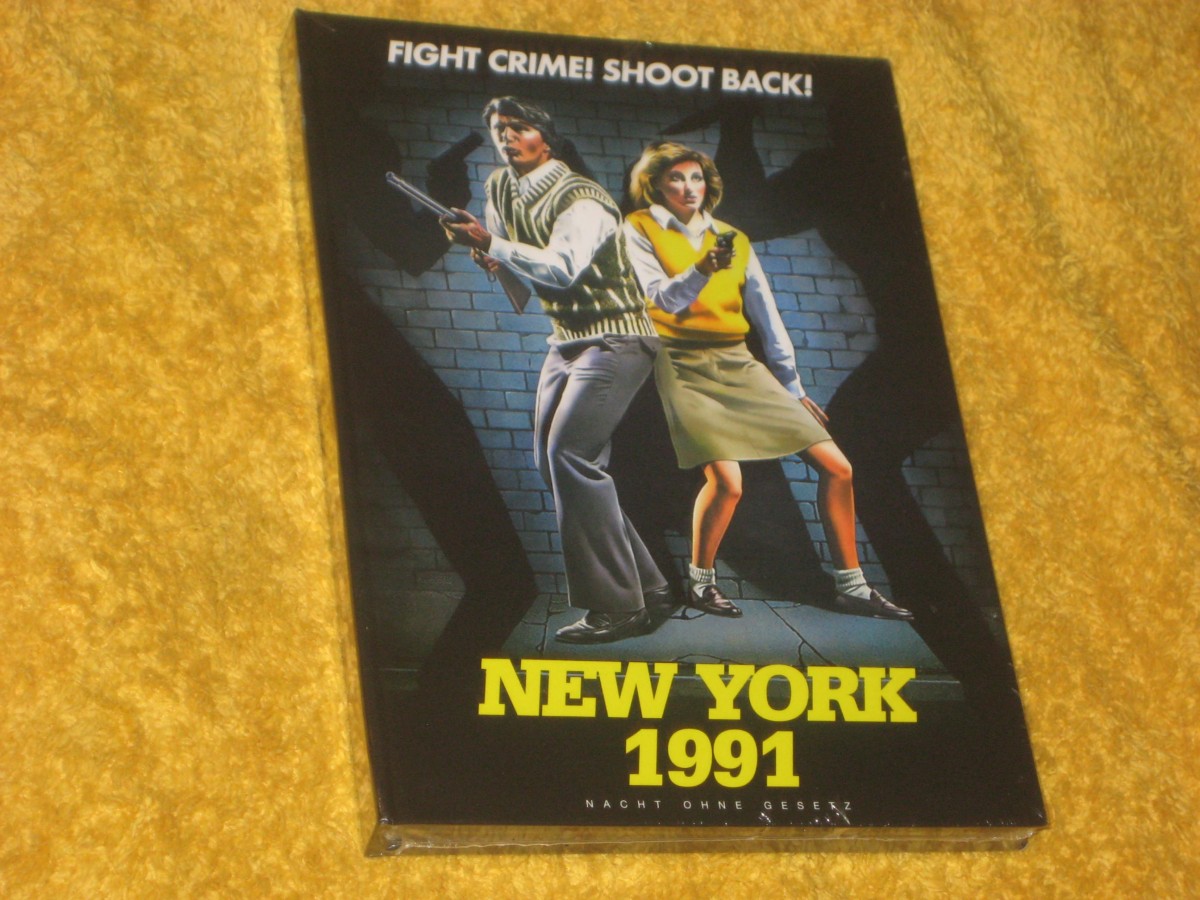 FIGHT CRIME! SHOOT BACK!
NEW YORK
1991
NACHT OHNE GESETZ